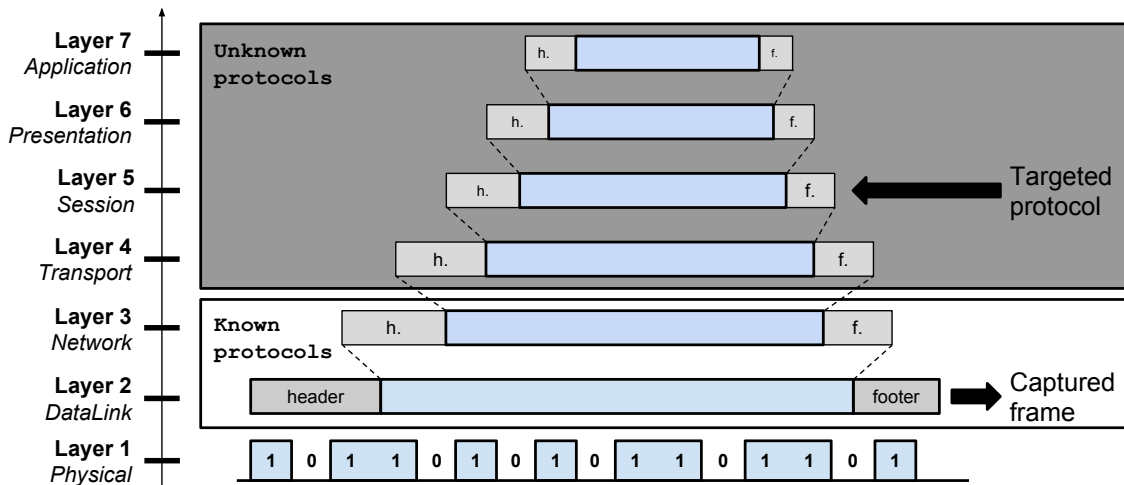 Layer 7
Application
Unknown
protocols
h.
f.
Layer 6
Presentation
h.
f.
Layer 5
Session
h.
f.
Targeted
protocol
Layer 4
Transport
h.
f.
Layer 3
Network
Known
protocols
h.
f.
Layer 2
DataLink
header
footer
Captured
frame
Layer 1
Physical
1 0 1 1 0 1 0 1 0 1 1 0 1 1 0 1